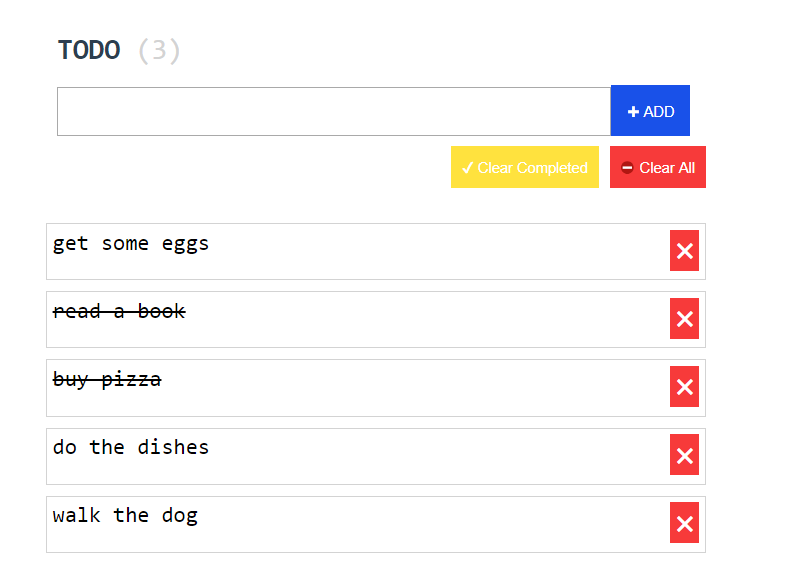 TODO (3)
+ ADD
✓ Clear Completed
⛔ Clear All
get some eggs
read a book
buy pizza
do the dishes
walk the dog